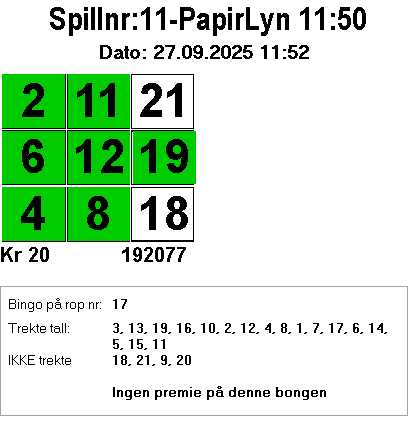 Spillnr:11-PapirLyn 11:50
Dato: 27.09.2025 11:52
2 11 21
6 12 19
4 8 18
Kr 20 192077
Bingo på rop nr: 17
Trekte tall: 3, 13, 19, 16, 10, 2, 12, 4, 8, 1, 7, 17, 6, 14,
5, 15, 11
IKKE trekte 18, 21, 9, 20
Ingen premie på denne bongen